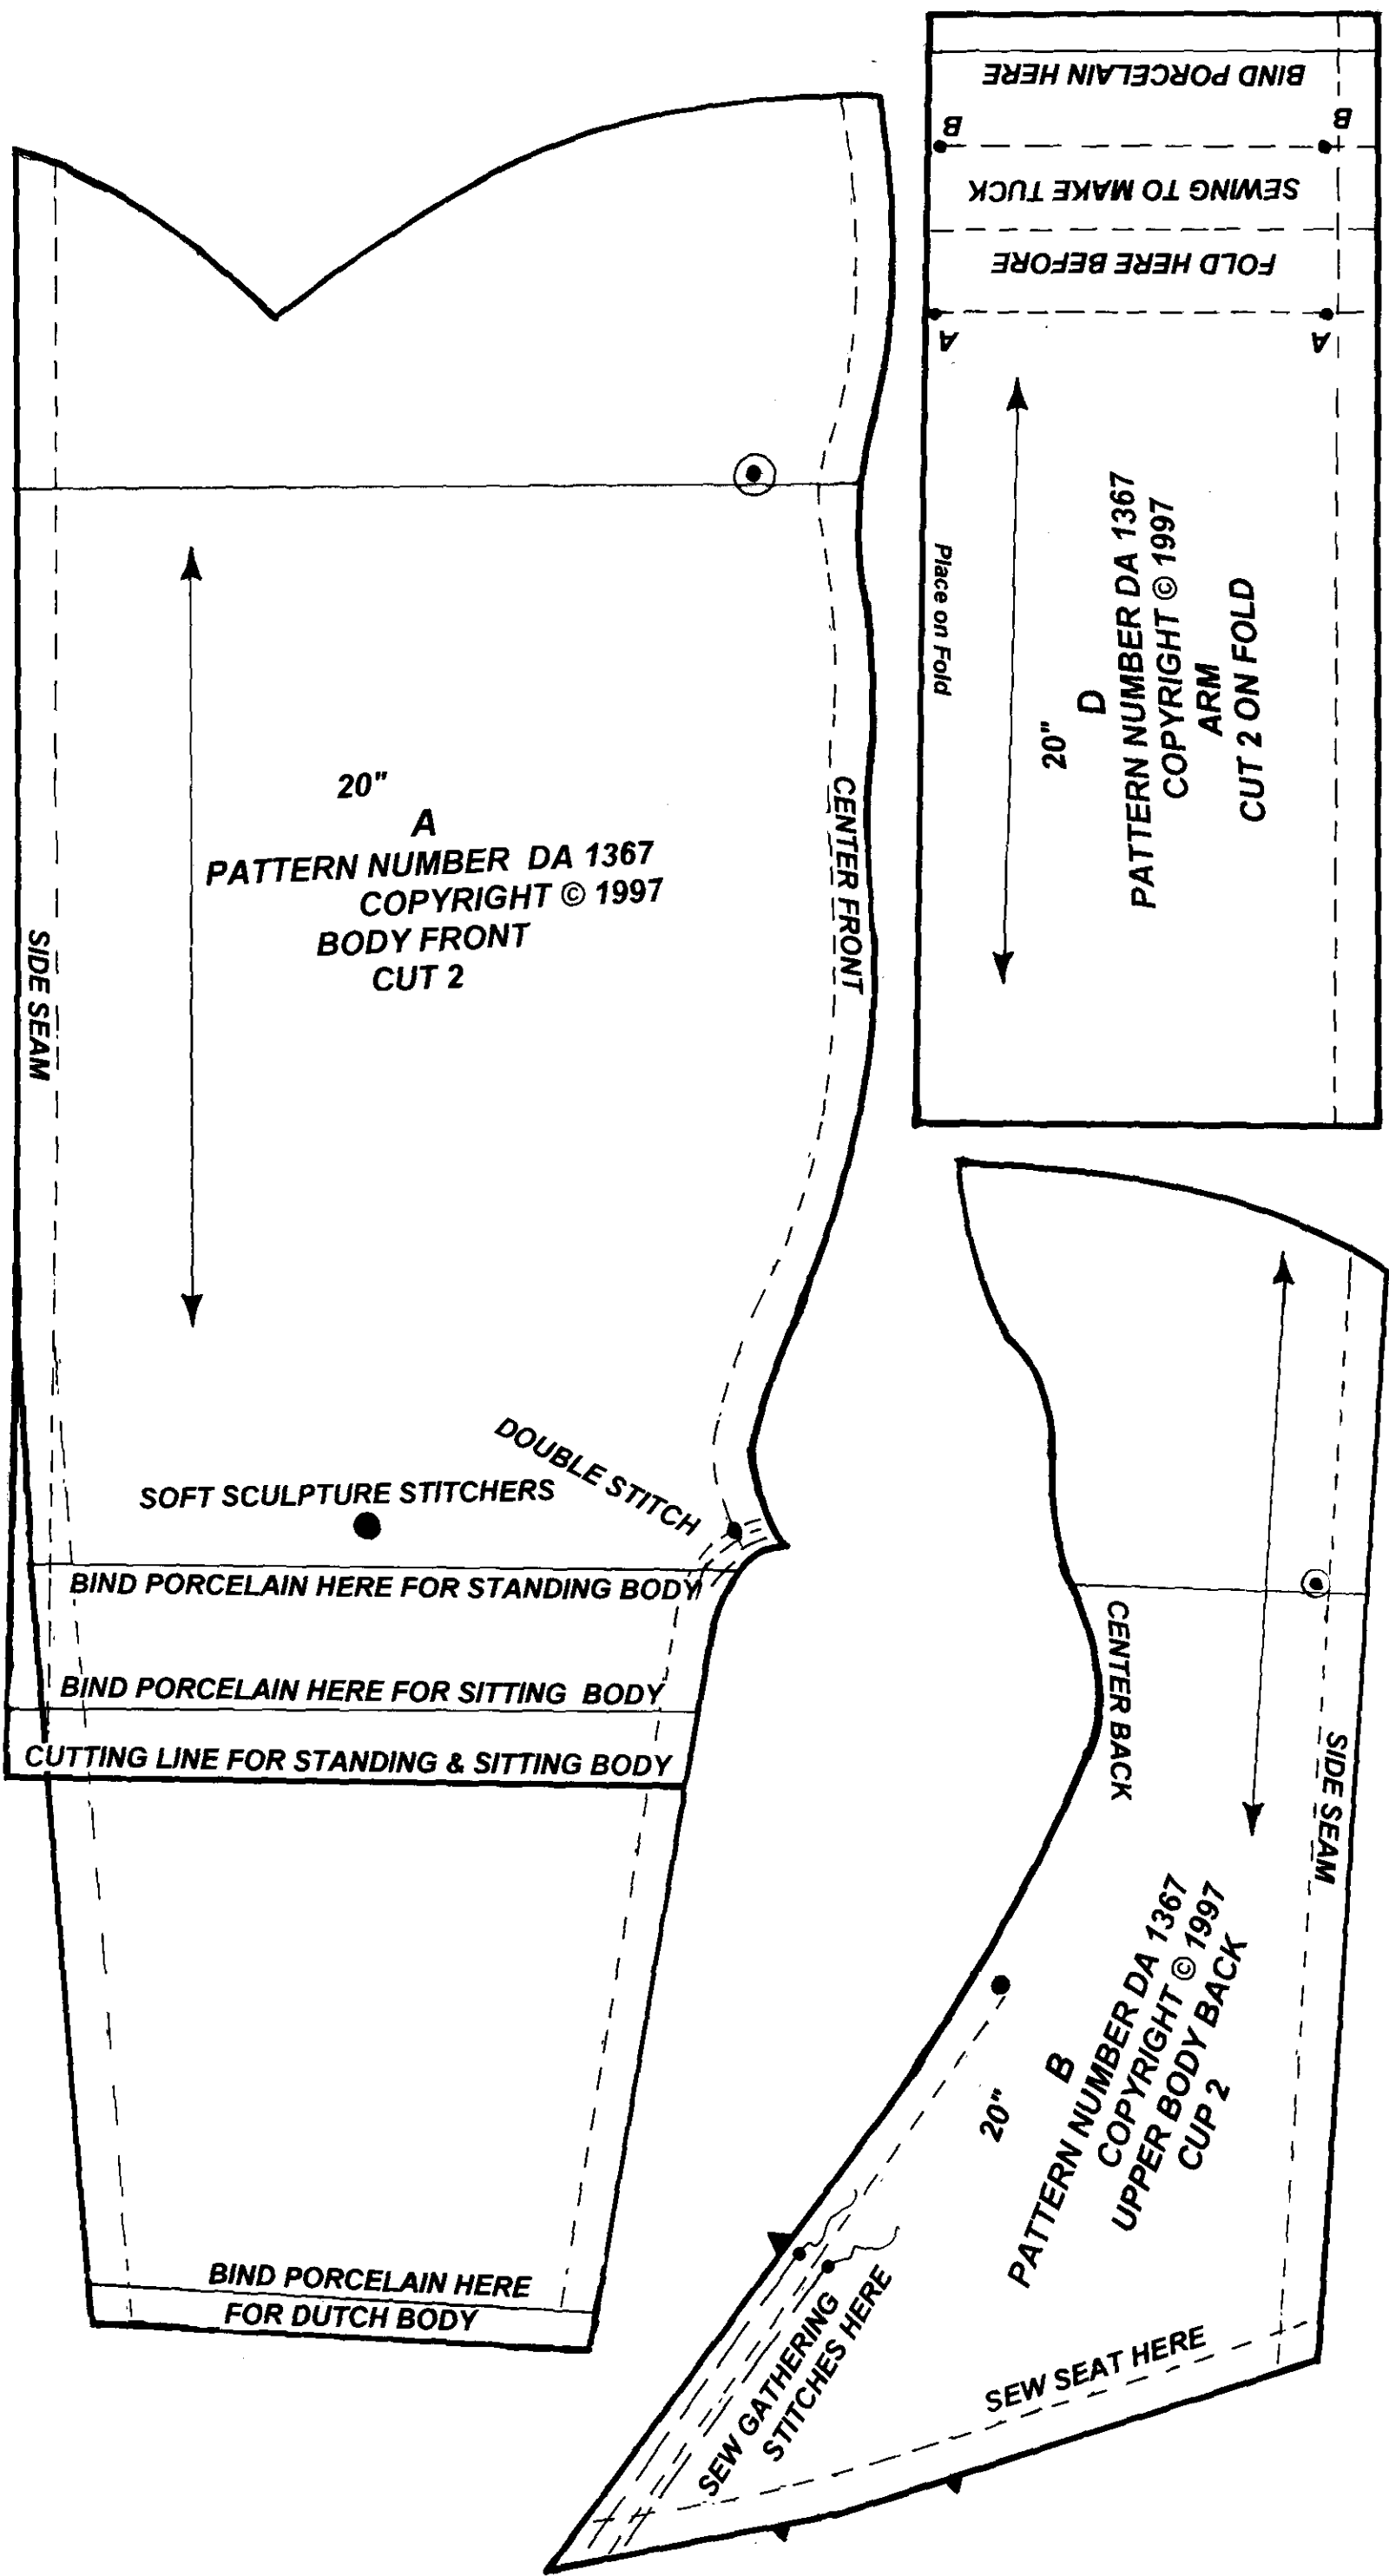 20"
A
PATTERN NUMBER DA 1367
COPYRIGHT © 1997
BODY FRONT
CUT 2
SIDE SEAM
CENTER FRONT
DOUBLE STITCH
SOFT SCULPTURE STITCHERS
BIND PORCELAIN HERE FOR STANDING BODY
BIND PORCELAIN HERE FOR SITTING BODY
CUTTING LINE FOR STANDING & SITTING BODY
BIND PORCELAIN HERE
FOR DUTCH BODY
BIND PORCELAIN HERE
B
B
SEWING TO MAKE TUCK
FOLD HERE BEFORE
A
A
Place on Fold
20"
D
PATTERN NUMBER DA 1367
COPYRIGHT © 1997
ARM
CUT 2 ON FOLD
CENTER BACK
SIDE SEAM
20"
B
PATTERN NUMBER DA 1367
COPYRIGHT © 1997
UPPER BODY BACK
CUP 2
SEW GATHERING
STITCHES HERE
SEW SEAT HERE